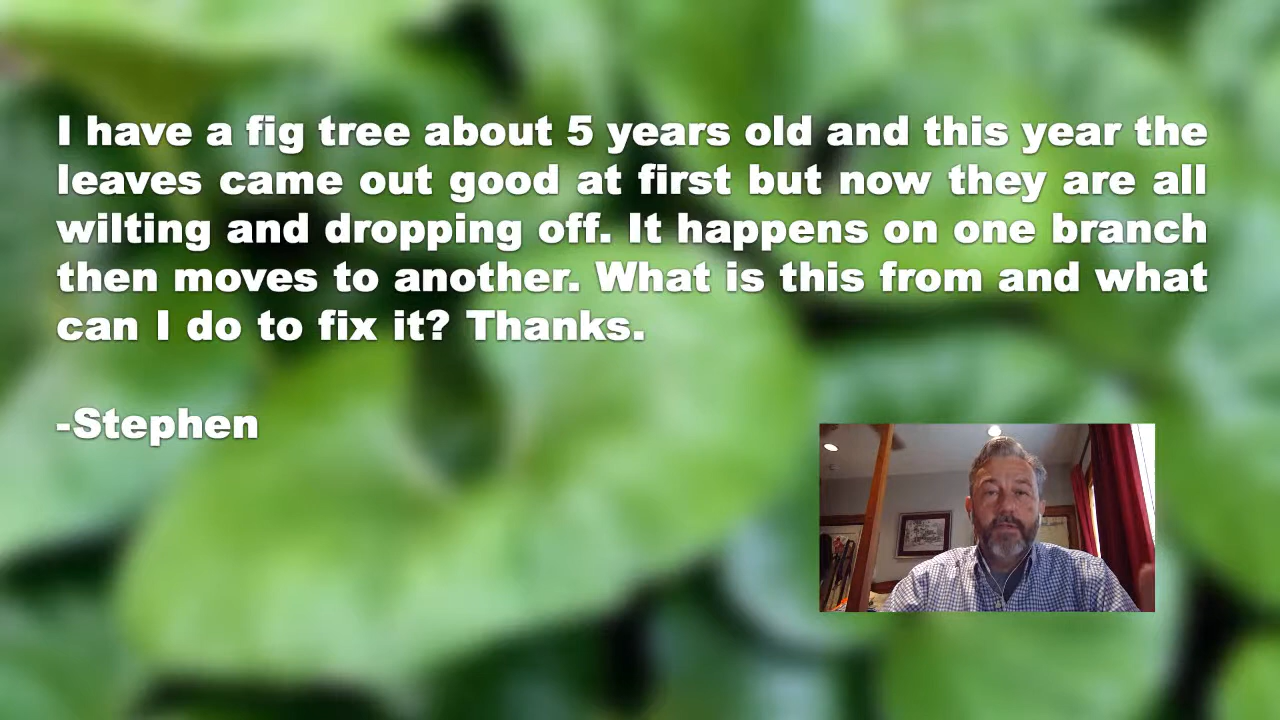 I have a fig tree about 5 years old and this year the
leaves came out good at first but now they are all
wilting and dropping off. It happens on one branch
then moves to another. What is this from and what
can I do to fix it? Thanks.
-Stephen